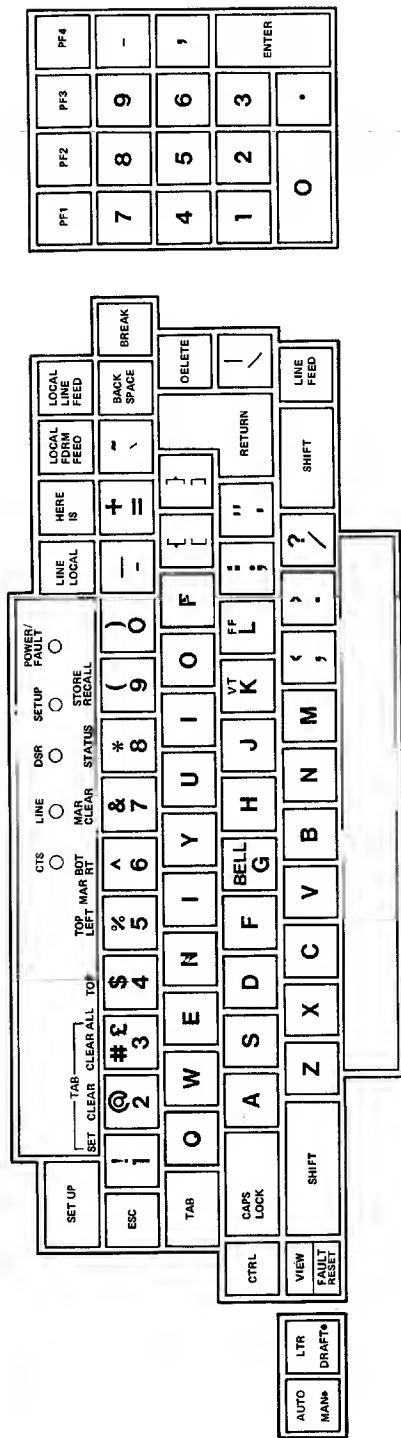 POWER/
FAULT
CTS LINE DSR SETUP
LINE
LOCAL
HERE
IS
LOCAL
FDRM
FEEO
LOCAL
LINE
FEED
SET UP
TAB
SET CLEAR CLEAR ALL
TOP
LEFT
BOT
MAR RT
MAR
CLEAR
STATUS
STORE
RECALL
ESC
! 1
@ 2
# £ 3
$ 4
% 5
^ 6
& 7
* 8
( 9
) 0
+ =
BACK
SPACE
BREAK
TAB
O W E N I Y U I O F
{ [
} ]
OELETE
CTRL
CAPS
LOCK
A S D F
BELL
G
H J
VT
K
FF
L
: ;
" '
RETURN
| \
VIEW
FAULT
RESET
SHIFT
Z X C V B N M
? /
SHIFT
LINE
FEED
AUTO
MAN•
LTR
DRAFT•
PF1 PF2 PF3 PF4
7 8 9 -
4 5 6 ,
1 2 3
ENTER
0 .